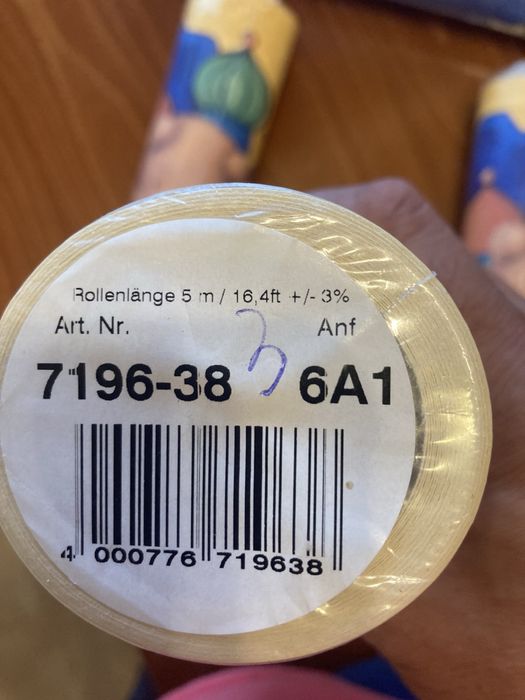 Rollenlänge 5 m / 16,4ft +/- 3%
Art. Nr. Anf
7196-38 3 6A1
4 000776 719638